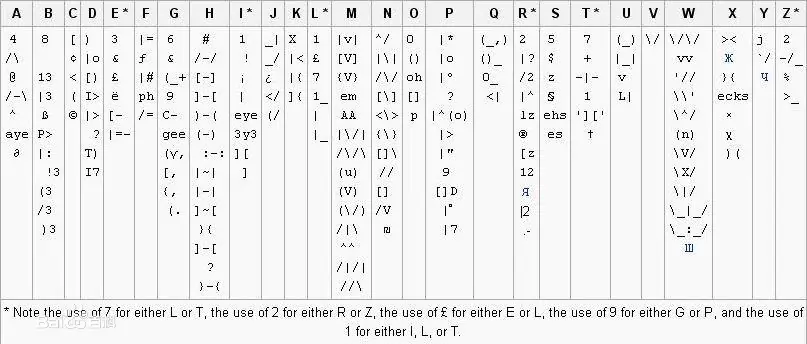 A B C D E* F G H I* J K L* M N O P Q R* S T* U V W X Y Z*
4 8 [ ) 3 |= 6 # 1 _| X 1 |v| ^/ 0 |* (_,) 2 5 7 (_) \/ \/\/ >< j 2
/\ ¢ |o & ƒ & /-/ ! _/ |< £ [V] |\| () |o ()_ |? $ + |_| vv Ж `/ -/_
@ 13 < [) £ |# (_+ [-] ¡ ¿ |{ 7 {V} /\/ oh |° 0_ /2 z -|- v '// }{ Ч %
/-\ |3 ( I> ë ph 9 ]-[ | </ ]{ 1_ em [\] [] ? <| |^ § 1 L| \\' ecks >_
^ ß © |> [- /= C- )-( eye (/ | AA <\> p |^(o) lz ehs ']['  \^/ ×
aye P> ? |=- gee (-) 3y3 |_ |\/| {\} |> ® es † (n) χ
∂ |: T) (γ, :-: ][ /\/\ []\ |" [z \V/ )(
!3 I7 [, |~| ] (u) // 9 12 \X/
(3 {, |-| (V) [] []D Я \|/
/3 (. ]~[ (\/) /V |° |2 \_|_/
)3 }{ /|\ ₪ |7 .- \_:_/
]-[ ^^ Ш
? /|/|
}-{ //\
* Note the use of 7 for either L or T, the use of 2 for either R or Z, the use of £ for either E or L, the use of 9 for either G or P, and the use of
1 for either I, L, or T.